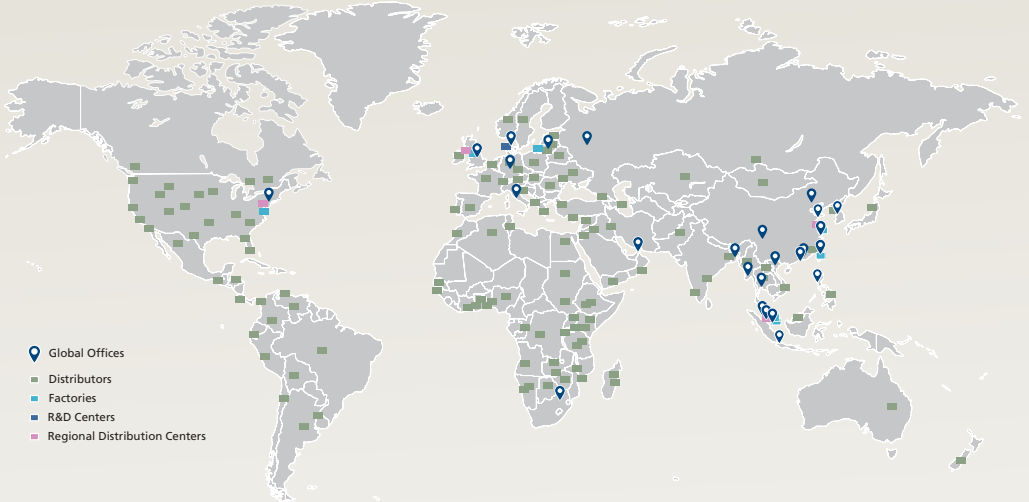 Global Offices
Distributors
Factories
R&D Centers
Regional Distribution Centers